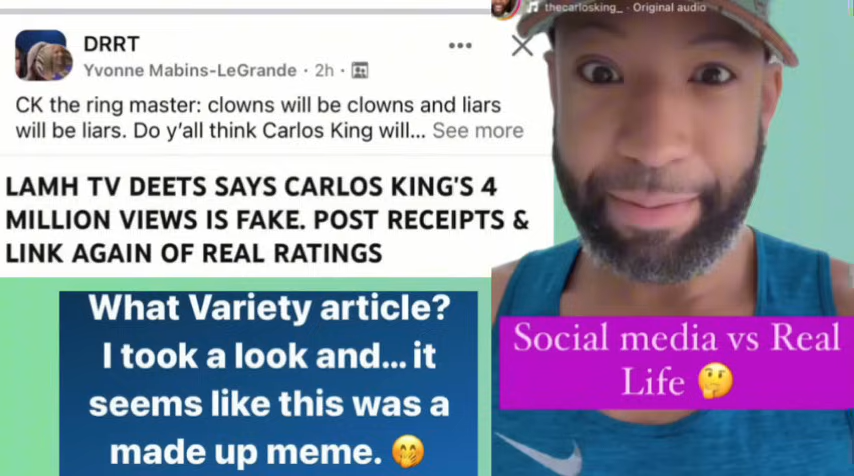 DRRT
Yvonne Mabins-LeGrande · 2h ·
CK the ring master: clowns will be clowns and liars
will be liars. Do y'all think Carlos King will... See more
LAMH TV DEETS SAYS CARLOS KING'S 4
MILLION VIEWS IS FAKE. POST RECEIPTS &
LINK AGAIN OF REAL RATINGS
What Variety article?
I took a look and... it
seems like this was a
made up meme. 🤭
thecarlosking_ · Original audio
Social media vs Real
Life 🤔